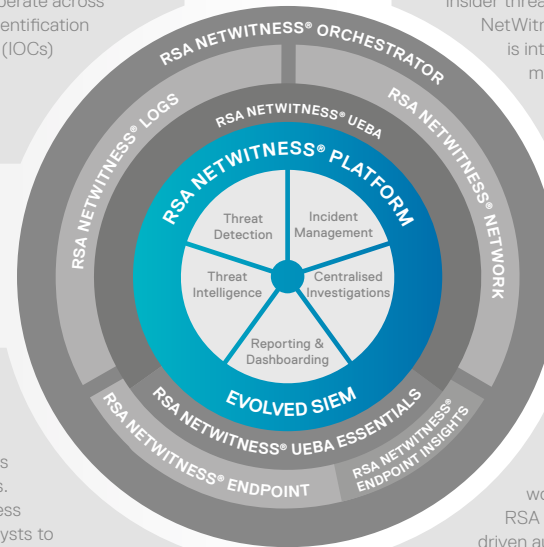 perate across
entification
(IOCs)
insider threa
NetWitn
is int
m
RSA NETWITNESS® ORCHESTRATOR
RSA NETWITNESS® LOGS
RSA NETWITNESS® NETWORK
RSA NETWITNESS® UEBA
RSA NETWITNESS® PLATFORM
Threat
Detection
Incident
Management
Threat
Intelligence
Centralised
Investigations
Reporting &
Dashboarding
EVOLVED SIEM
RSA NETWITNESS® UEBA ESSENTIALS
RSA NETWITNESS® ENDPOINT
RSA NETWITNESS®
ENDPOINT INSIGHTS
s
s.
ess
ysts to
wo
RSA
driven au